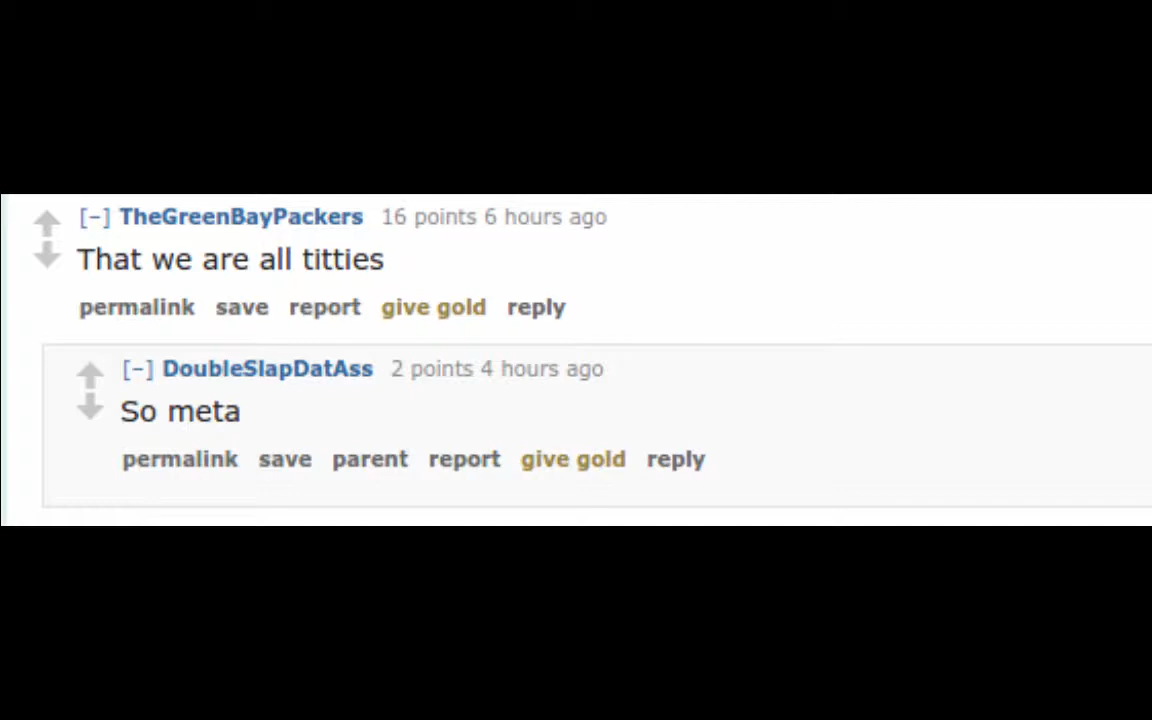 [−] TheGreenBayPackers 16 points 6 hours ago
That we are all titties
permalink save report give gold reply
[−] DoubleSlapDatAss 2 points 4 hours ago
So meta
permalink save parent report give gold reply